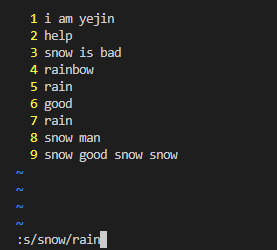 1 i am yejin
2 help
3 snow is bad
4 rainbow
5 rain
6 good
7 rain
8 snow man
9 snow good snow snow
~
~
~
~
:s/snow/rain